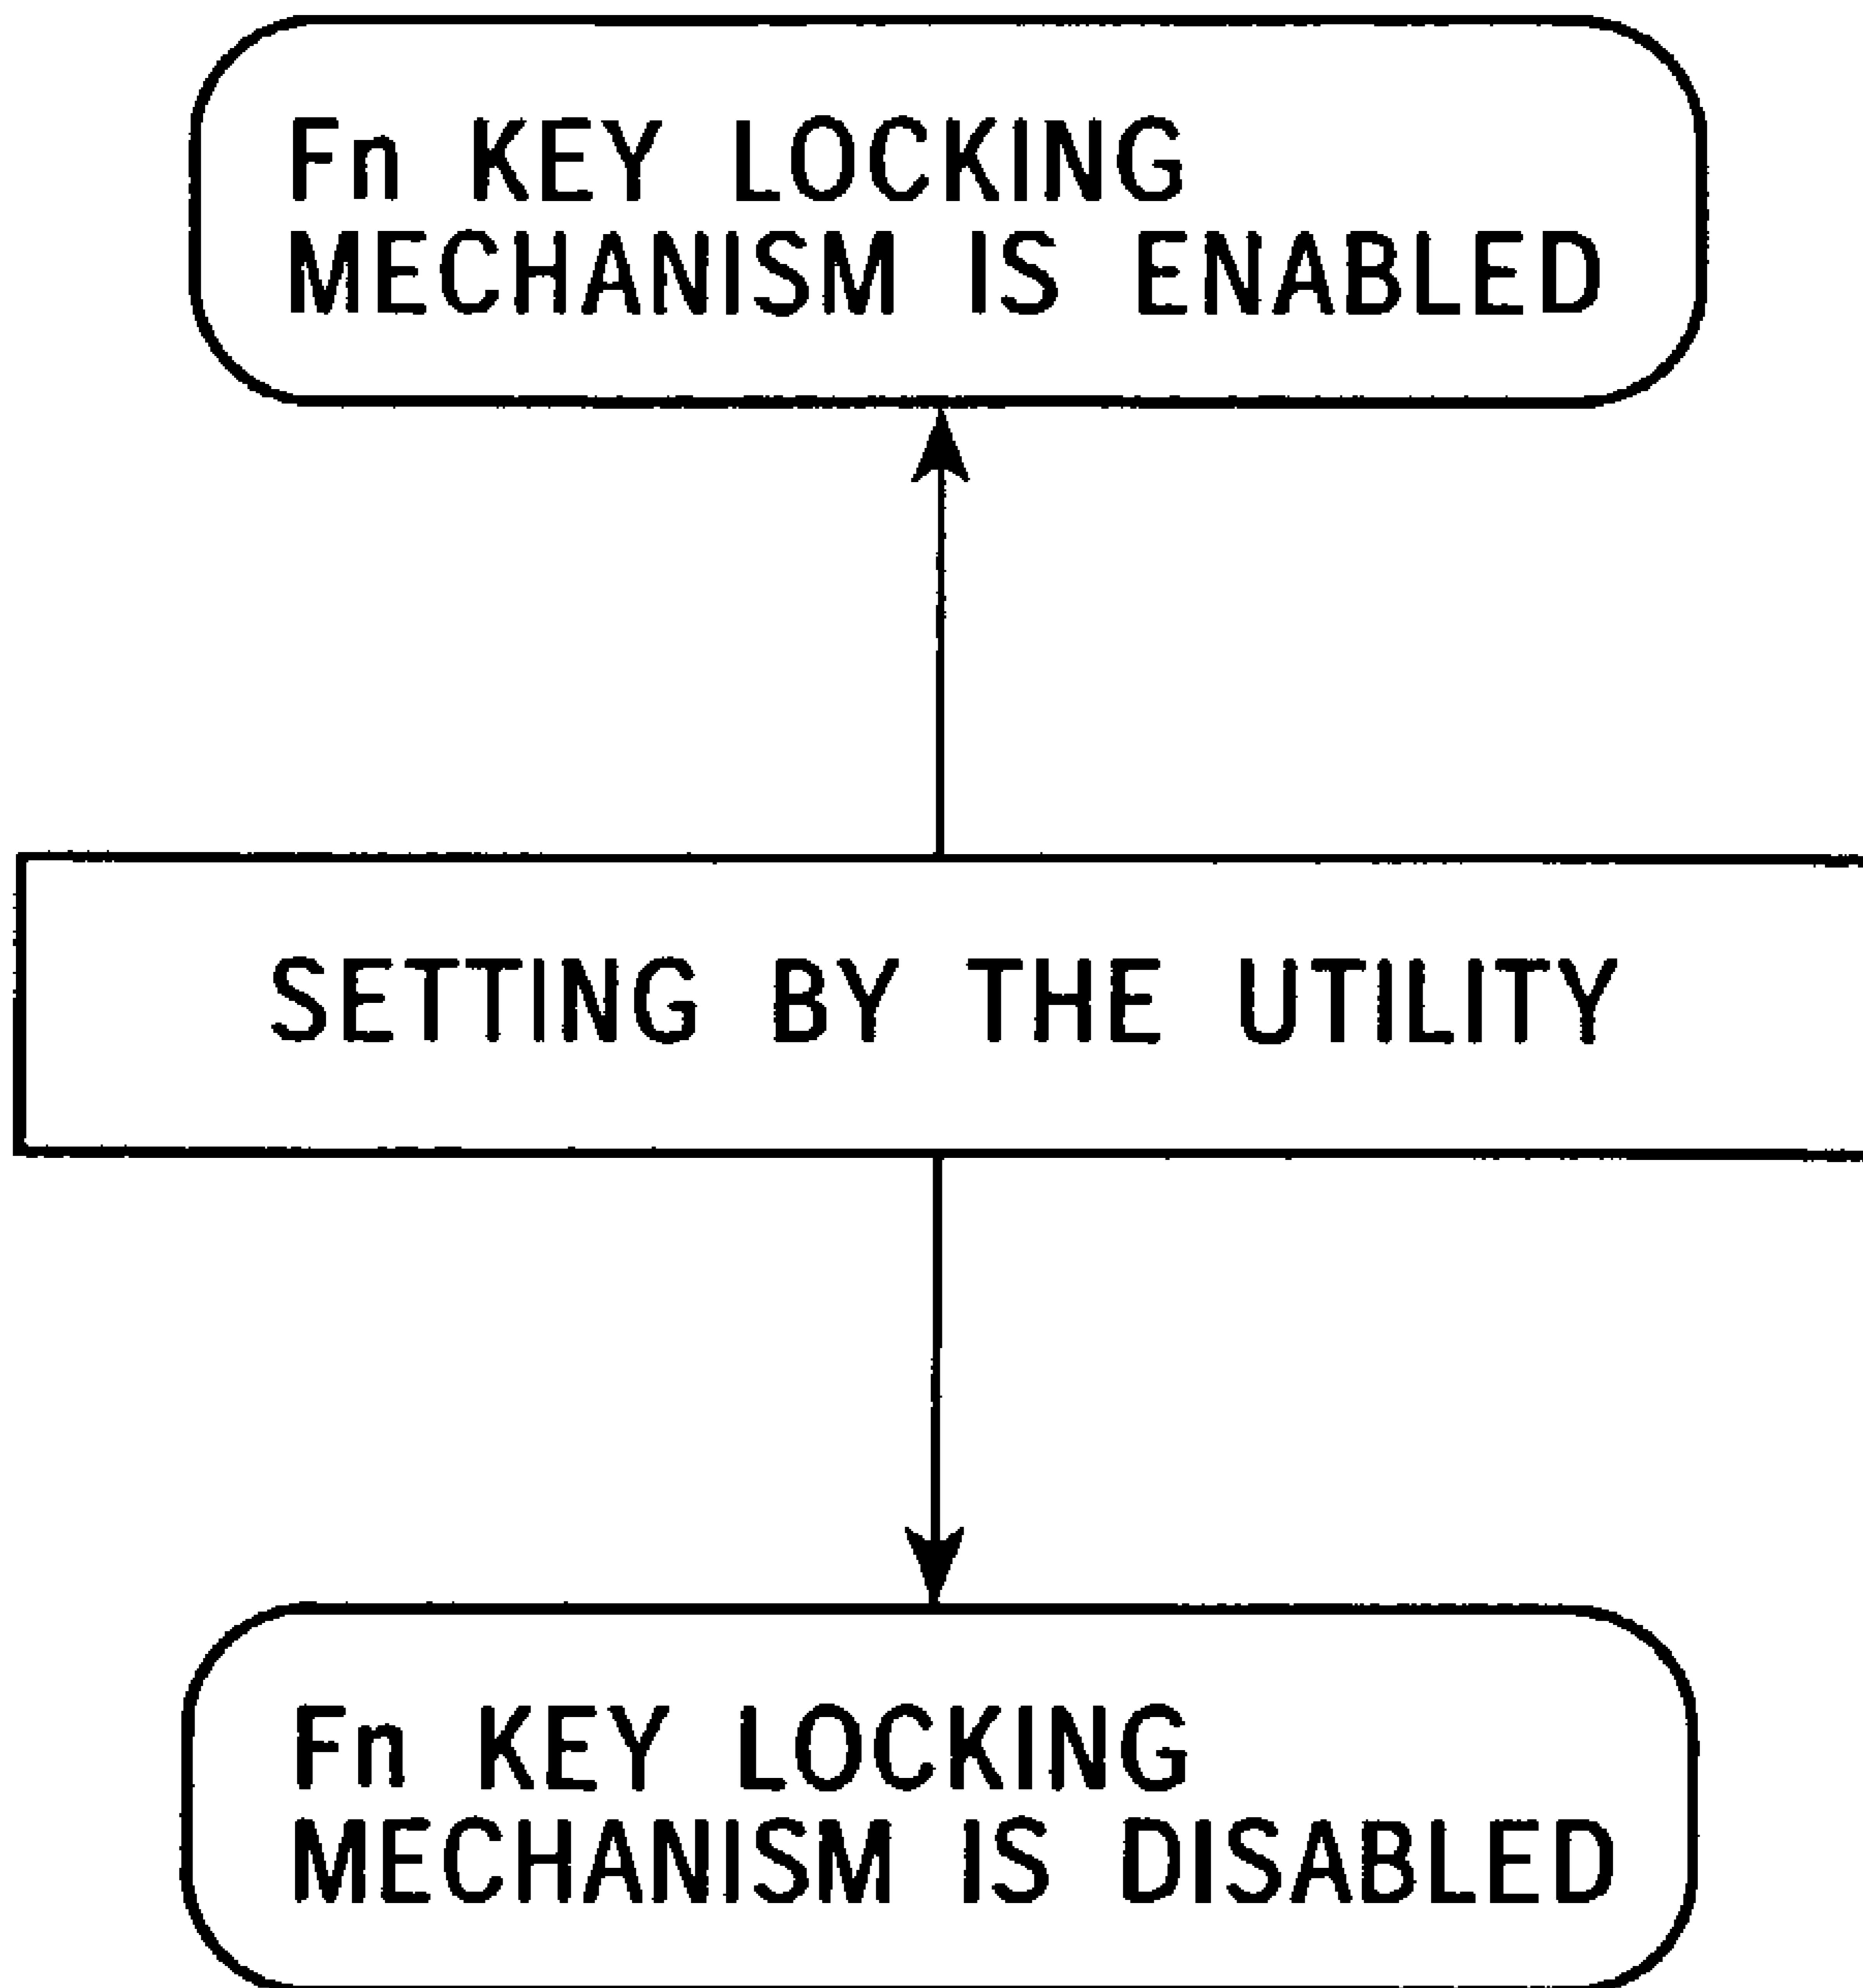 Fn KEY LOCKING
MECHANISM IS ENABLED
SETTING BY THE UTILITY
Fn KEY LOCKING
MECHANISM IS DISABLED